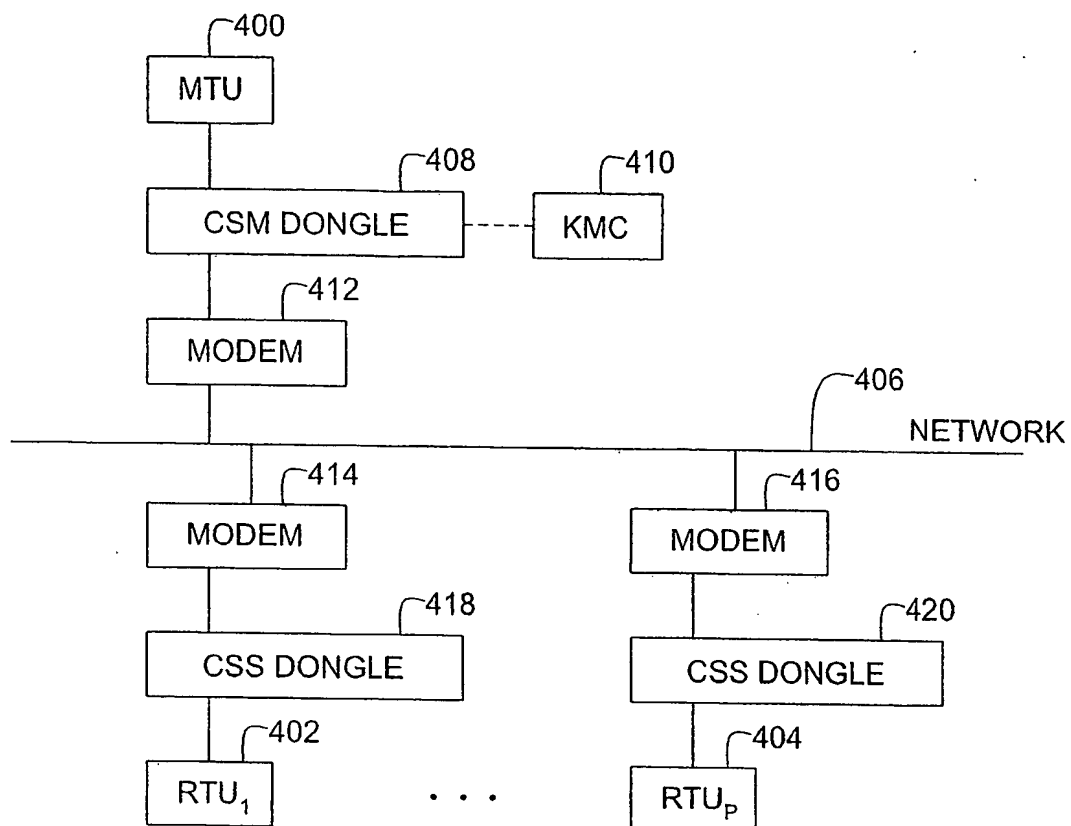 400
MTU
408
410
CSM DONGLE
KMC
412
MODEM
406
NETWORK
414
416
MODEM
MODEM
418
420
CSS DONGLE
CSS DONGLE
402
404
RTU1
. . .
RTUP